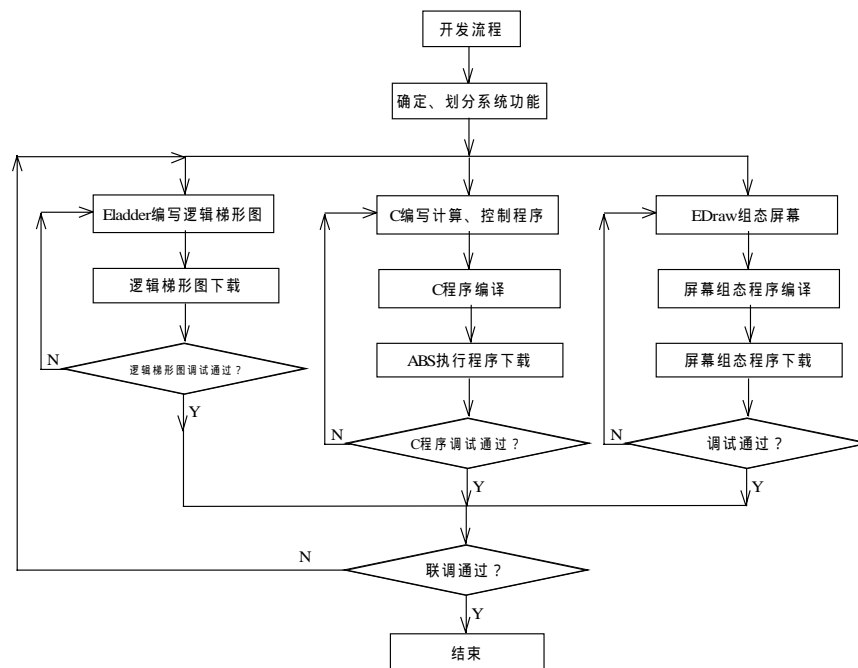 开发流程
确定、划分系统功能
Eladder编写逻辑梯形图
C编写计算、控制程序
EDraw组态屏幕
逻辑梯形图下载
C程序编译
屏幕组态程序编译
N
逻辑梯形图调试通过？
ABS执行程序下载
屏幕组态程序下载
Y
N
C程序调试通过？
N
调试通过？
Y
Y
N
联调通过？
Y
结束